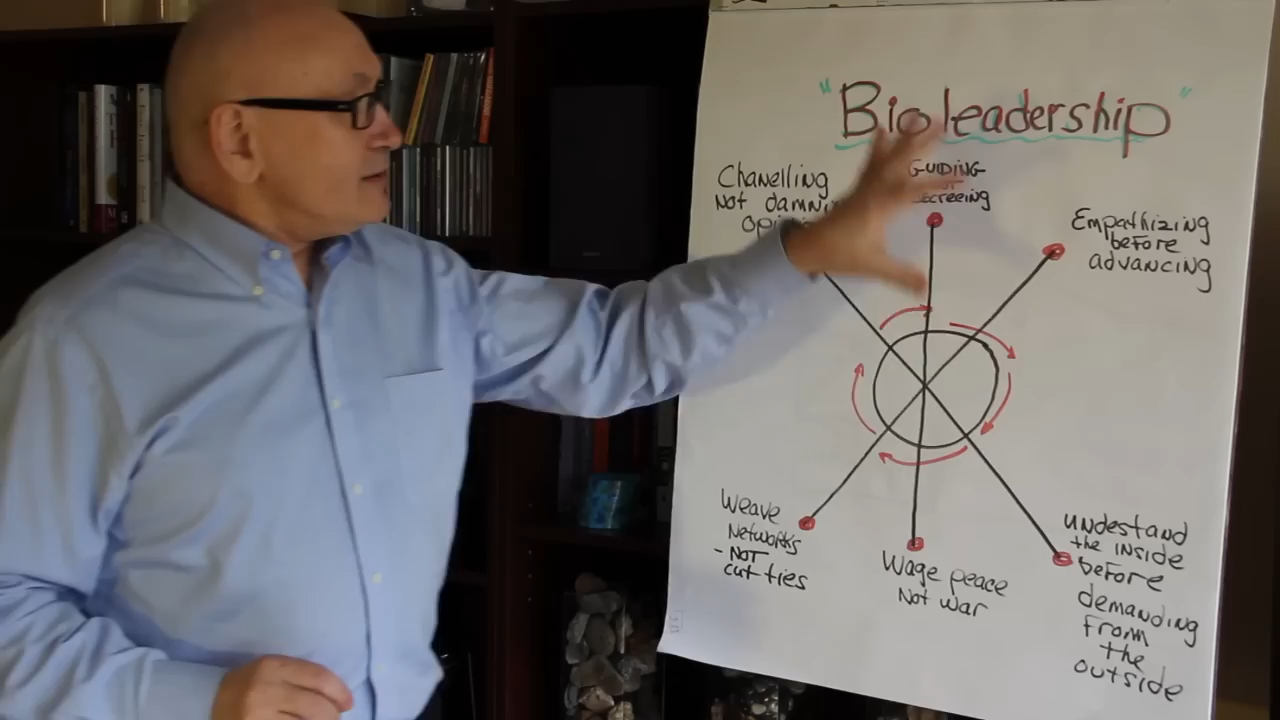 "Bioleadership"
Chanelling
Not damning
GUIDING
Empathizing
before
advancing
Weave
Networks
- NOT
cut ties
Wage peace
Not war
undestand
the inside
before
demanding
From
the
outside